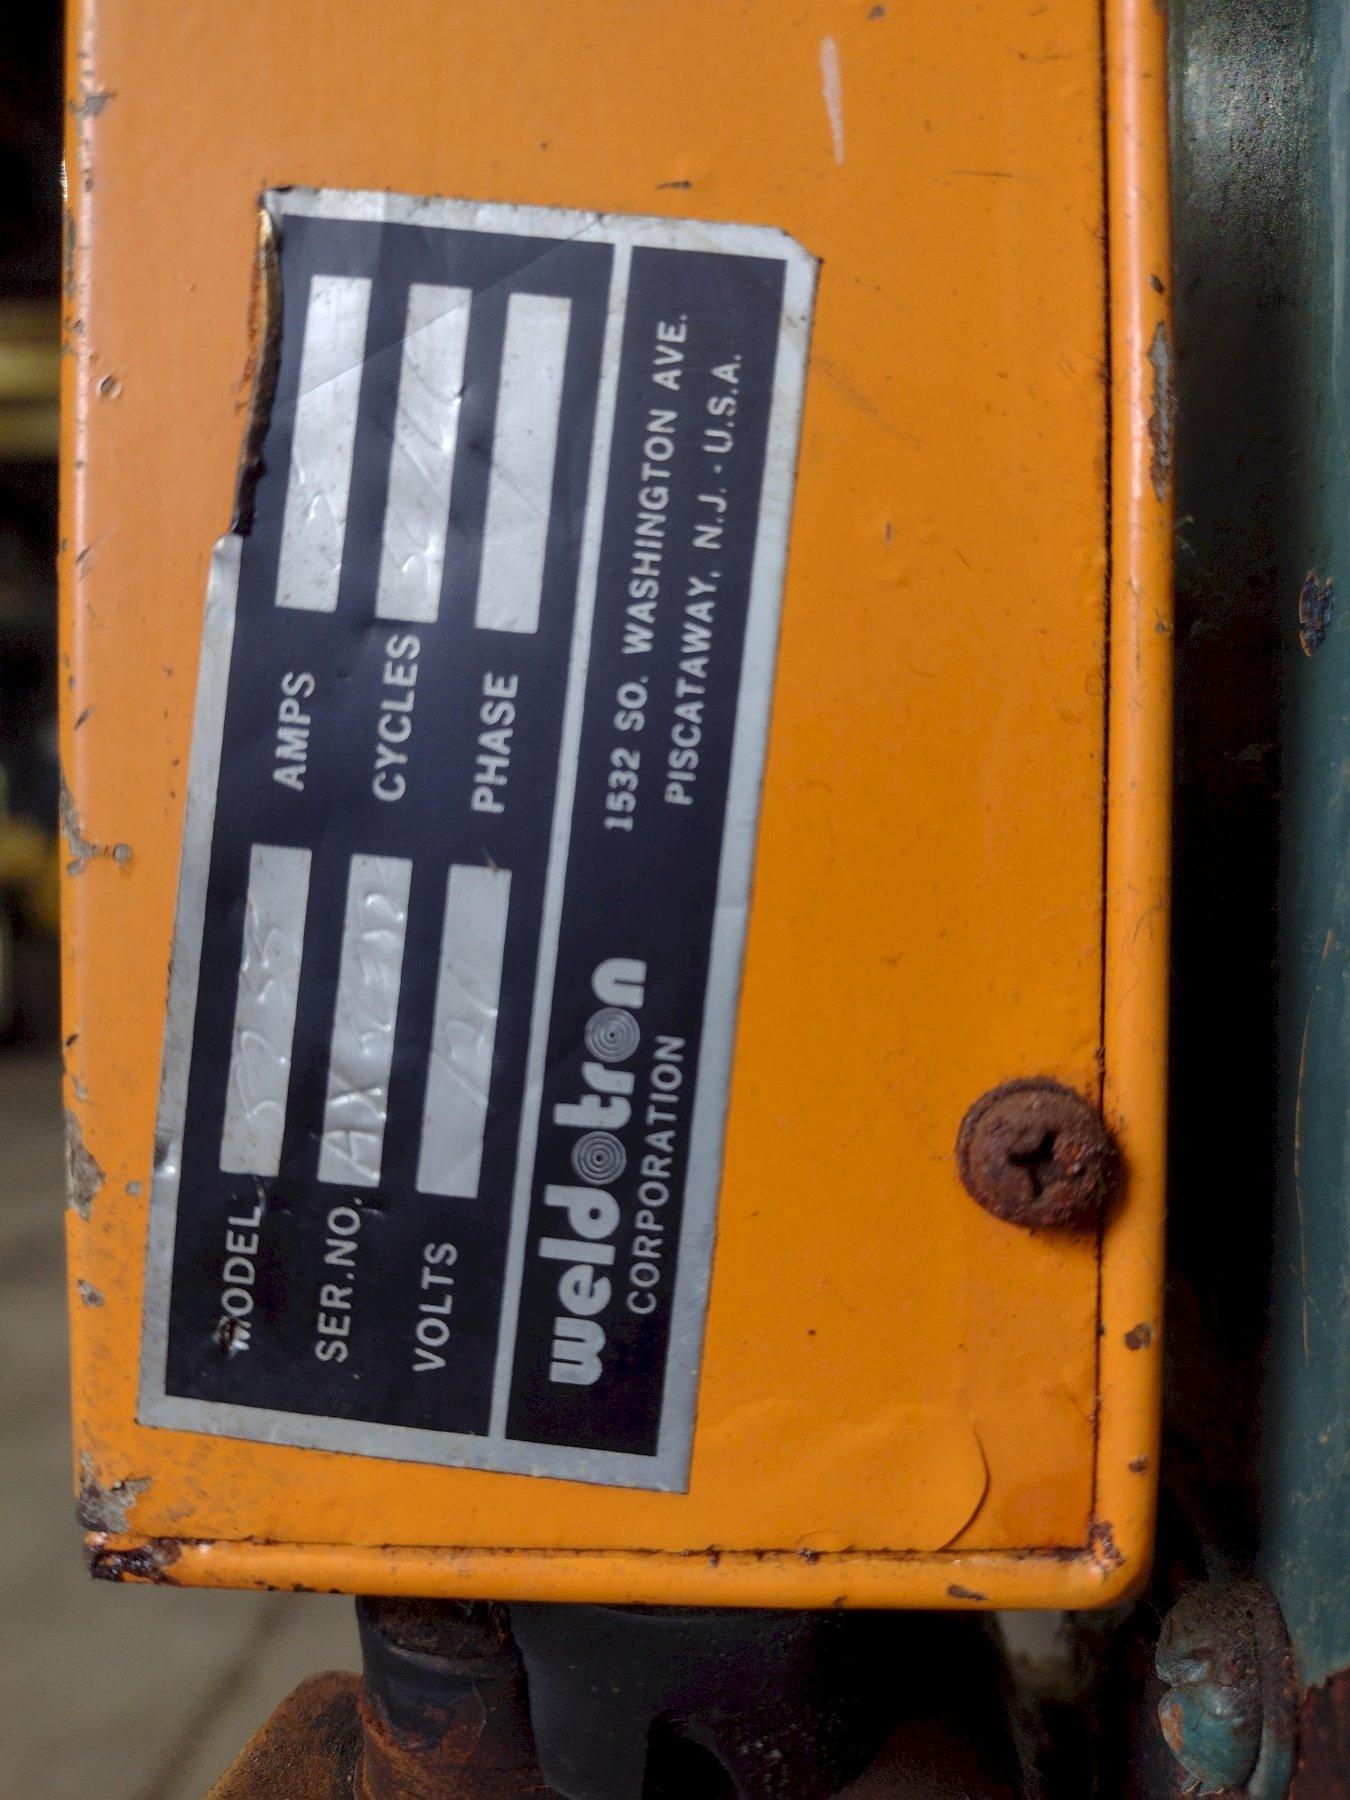 MODEL AMPS
SER.NO. CYCLES
VOLTS PHASE
weldotron 1532 SO. WASHINGTON AVE.
CORPORATION PISCATAWAY, N.J. - U.S.A.